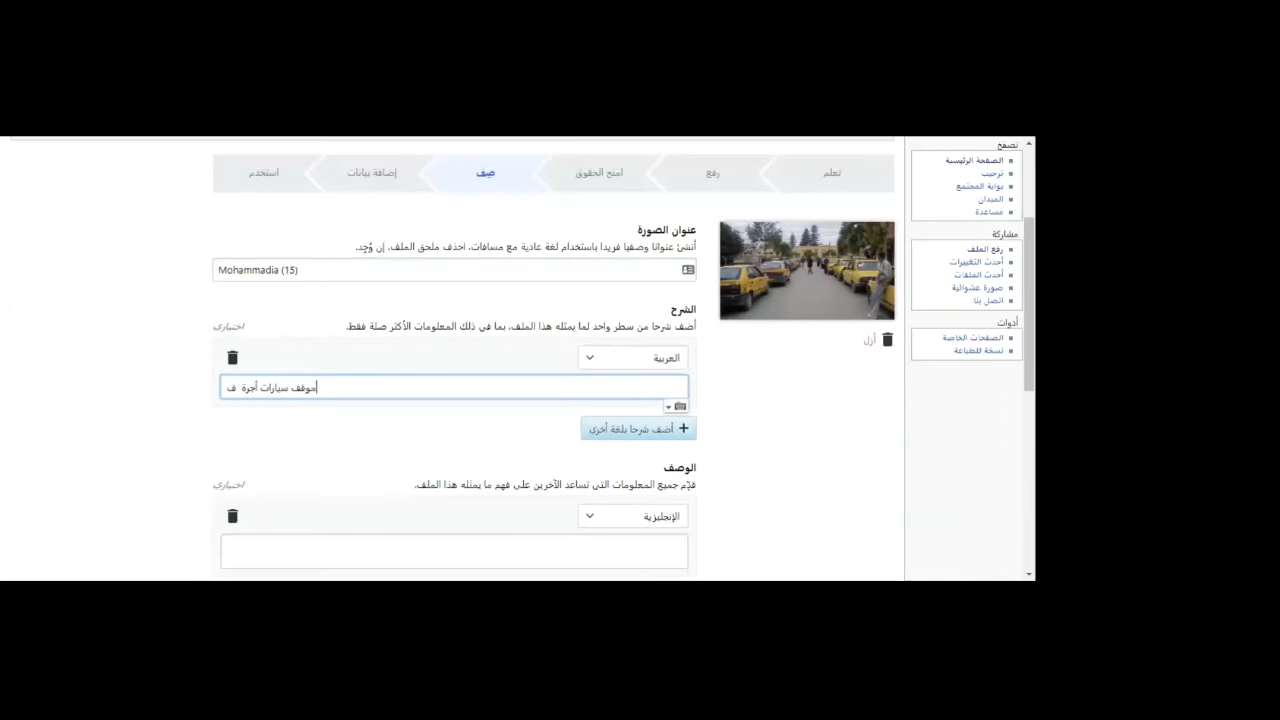 تصفح
الصفحة الرئيسية
ترحيب
بوابة المجتمع
الميدان
مساعدة
مشاركة
رفع الملف
أحدث التغييرات
أحدث الملفات
صورة عشوائية
اتصل بنا
أدوات
الصفحات الخاصة
نسخة للطباعة
تعلم
رفع
امنح الحقوق
صِف
إضافة بيانات
استخدم
أزل
عنوان الصورة
أنشئ عنوانا وصفيا فريدا باستخدام لغة عادية مع مسافات، احذف ملحق الملف، إن وُجِد.
Mohammadia (15)
الشرح
أضف شرحا من سطر واحد لما يمثله هذا الملف، بما في ذلك المعلومات الأكثر صلة فقط. اختياري
العربية
موقف سيارات أجرة ف
أضف شرحا بلغة أخرى
الوصف
قدّم جميع المعلومات التي تساعد الآخرين على فهم ما يمثله هذا الملف. اختياري
الإنجليزية